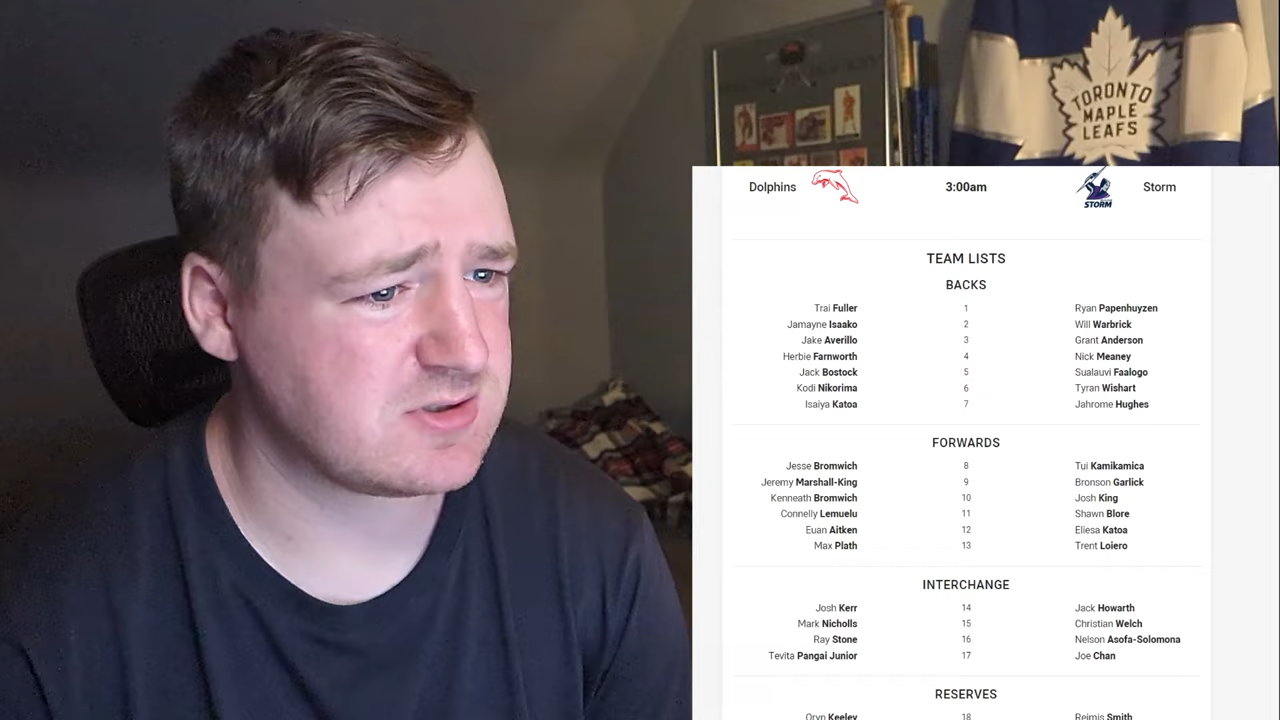 TORONTO
MAPLE
LEAFS
Dolphins 3:00am STORM Storm
TEAM LISTS
BACKS
Trai Fuller 1 Ryan Papenhuyzen
Jamayne Isaako 2 Will Warbrick
Jake Averillo 3 Grant Anderson
Herbie Farnworth 4 Nick Meaney
Jack Bostock 5 Sualauvi Faalogo
Kodi Nikorima 6 Tyran Wishart
Isaiya Katoa 7 Jahrome Hughes
FORWARDS
Jesse Bromwich 8 Tui Kamikamica
Jeremy Marshall-King 9 Bronson Garlick
Kenneath Bromwich 10 Josh King
Connelly Lemuelu 11 Shawn Blore
Euan Aitken 12 Eliesa Katoa
Max Plath 13 Trent Loiero
INTERCHANGE
Josh Kerr 14 Jack Howarth
Mark Nicholls 15 Christian Welch
Ray Stone 16 Nelson Asofa-Solomona
Tevita Pangai Junior 17 Joe Chan
RESERVES
Oryn Keeley 18 Reimis Smith